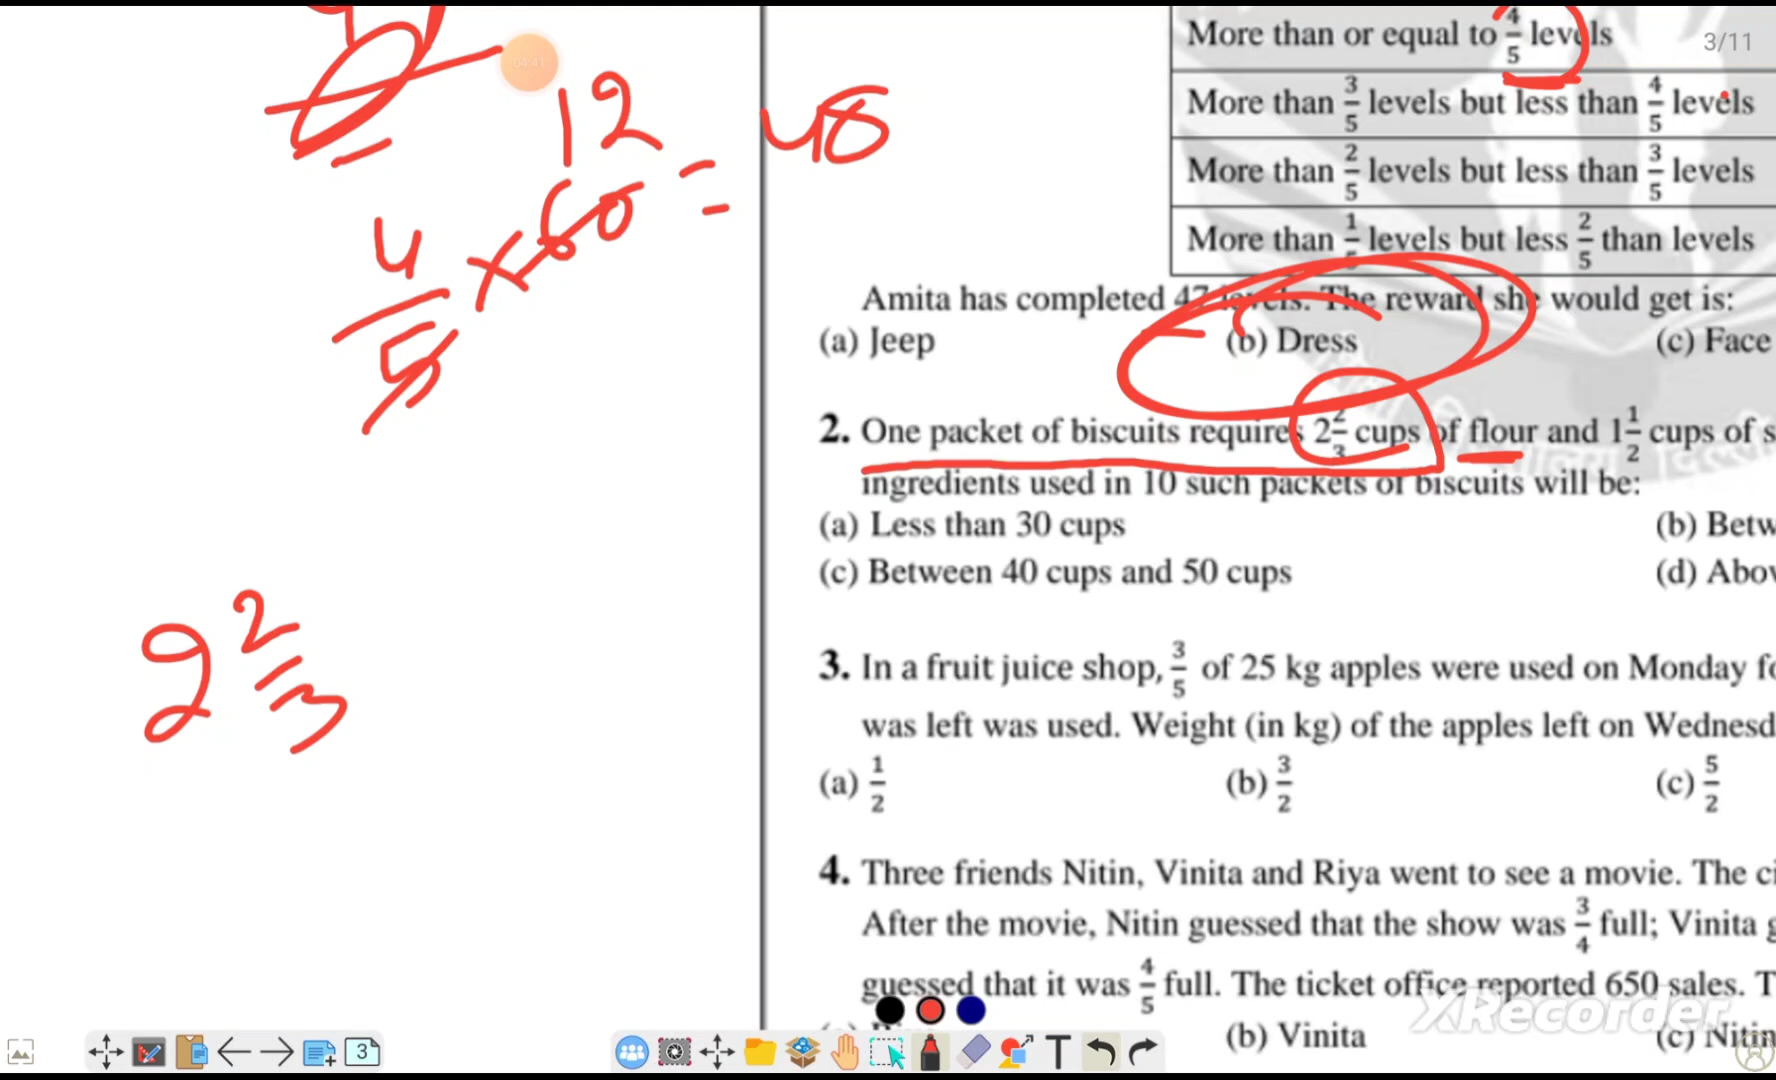 More than or equal to 4/5 levels
3/11
04:41
More than 3/5 levels but less than 4/5 levels
More than 2/5 levels but less than 3/5 levels
More than 1/5 levels but less 2/5 than levels
12
4/5 × 60 = 48
Amita has completed 47 levels. The reward she would get is:
(a) Jeep (b) Dress (c) Face
2. One packet of biscuits requires 2 2/3 cups of flour and 1 1/2 cups of s
ingredients used in 10 such packets of biscuits will be:
(a) Less than 30 cups (b) Betw
(c) Between 40 cups and 50 cups (d) Abov
2 2/3
3. In a fruit juice shop, 3/5 of 25 kg apples were used on Monday fo
was left was used. Weight (in kg) of the apples left on Wednesd
(a) 1/2 (b) 3/2 (c) 5/2
4. Three friends Nitin, Vinita and Riya went to see a movie. The ci
After the movie, Nitin guessed that the show was 3/4 full; Vinita g
guessed that it was 4/5 full. The ticket office reported 650 sales. T
XRecorder
(b) Vinita (c) Nitin
3
T